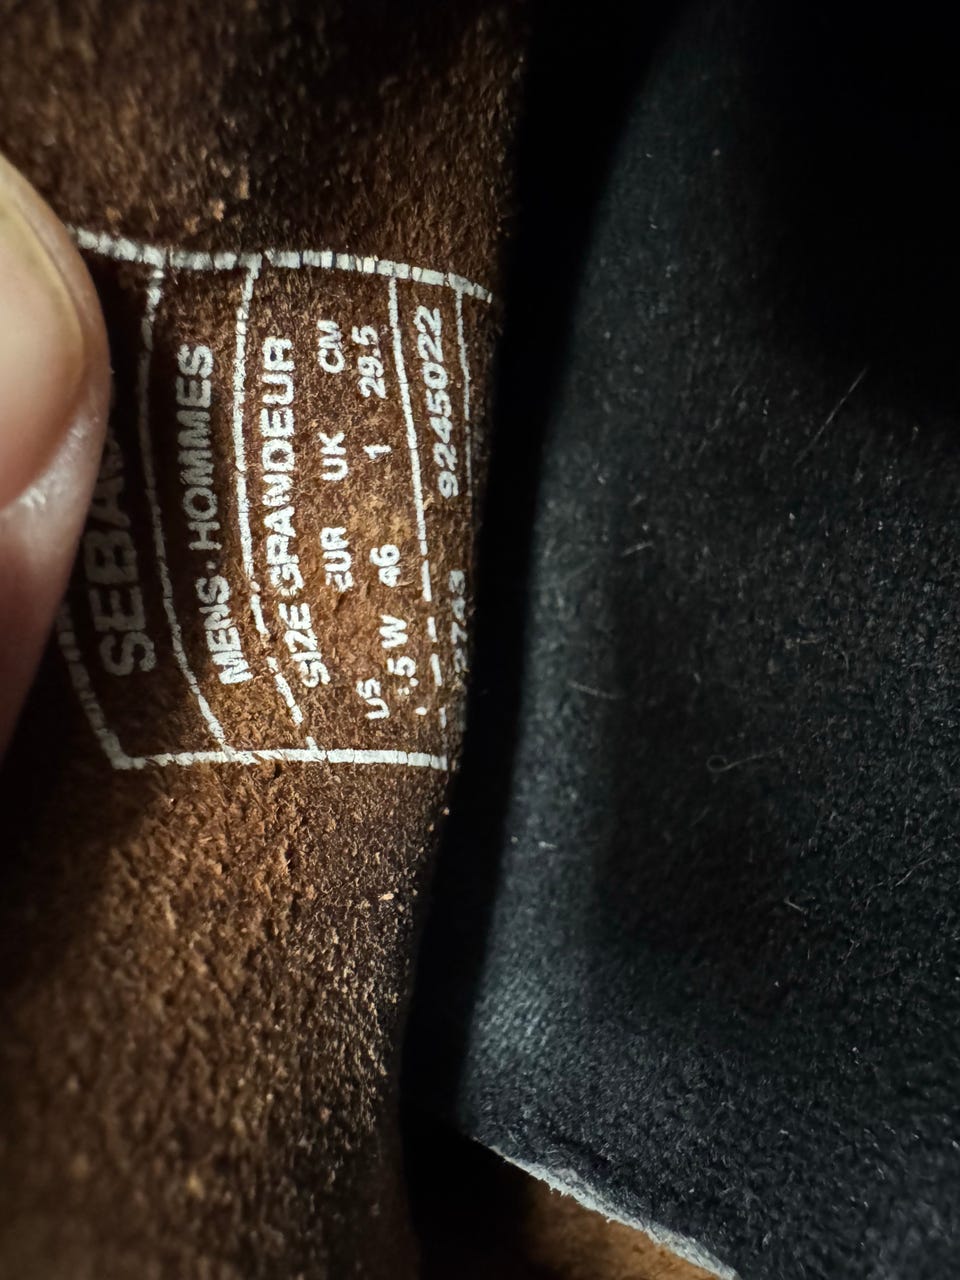 SEBA
MENS · HOMMES
SIZE GRANDEUR
US EUR UK CM
.5 W 46 1 29.5
9245022